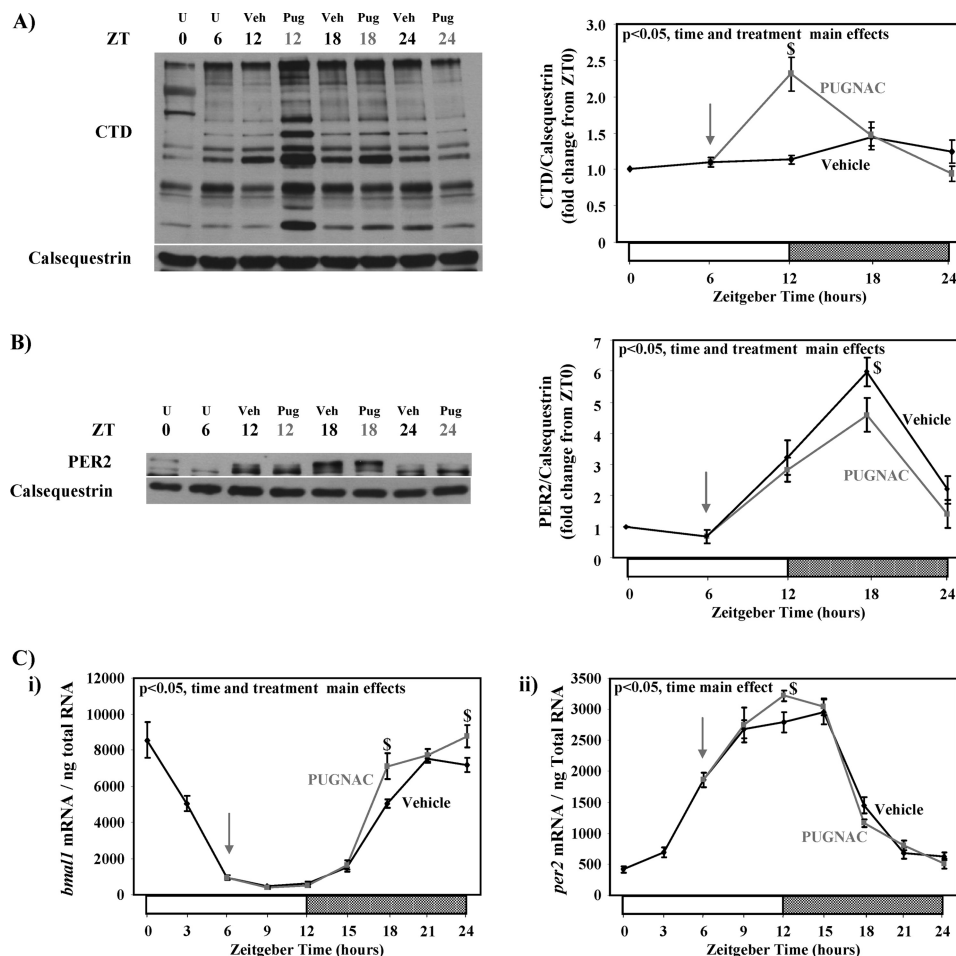 A)
U U Veh Pug Veh Pug Veh Pug
ZT 0 6 12 12 18 18 24 24
CTD
Calsequestrin
p<0.05, time and treatment main effects
$
PUGNAC
Vehicle
CTD/Calsequestrin
(fold change from ZT0)
3.0
2.5
2.0
1.5
1.0
0.5
0
0 6 12 18 24
Zeitgeber Time (hours)
B)
U U Veh Pug Veh Pug Veh Pug
ZT 0 6 12 12 18 18 24 24
PER2
Calsequestrin
p<0.05, time and treatment main effects
$
Vehicle
PUGNAC
PER2/Calsequestrin
(fold change from ZT0)
7
6
5
4
3
2
1
0
0 6 12 18 24
Zeitgeber Time (hours)
C)
i)
p<0.05, time and treatment main effects
$
$
PUGNAC
Vehicle
bmal1 mRNA / ng total RNA
12000
10000
8000
6000
4000
2000
0
0 3 6 9 12 15 18 21 24
Zeitgeber Time (hours)
ii)
p<0.05, time main effect
$
Vehicle
PUGNAC
per2 mRNA / ng Total RNA
3500
3000
2500
2000
1500
1000
500
0
0 3 6 9 12 15 18 21 24
Zeitgeber Time (hours)